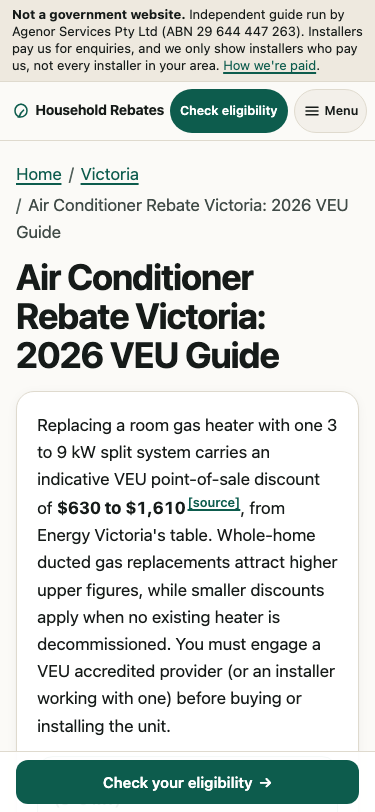 Not a government website. Independent guide run by
Agenor Services Pty Ltd (ABN 29 644 447 263). Installers
pay us for enquiries, and we only show installers who pay
us, not every installer in your area. How we're paid.
Household Rebates
Check eligibility
Menu
Home / Victoria
/ Air Conditioner Rebate Victoria: 2026 VEU
Guide
Air Conditioner
Rebate Victoria:
2026 VEU Guide
Replacing a room gas heater with one 3
to 9 kW split system carries an
indicative VEU point-of-sale discount
of $630 to $1,610[source], from
Energy Victoria's table. Whole-home
ducted gas replacements attract higher
upper figures, while smaller discounts
apply when no existing heater is
decommissioned. You must engage a
VEU accredited provider (or an installer
working with one) before buying or
installing the unit.
Check your eligibility →